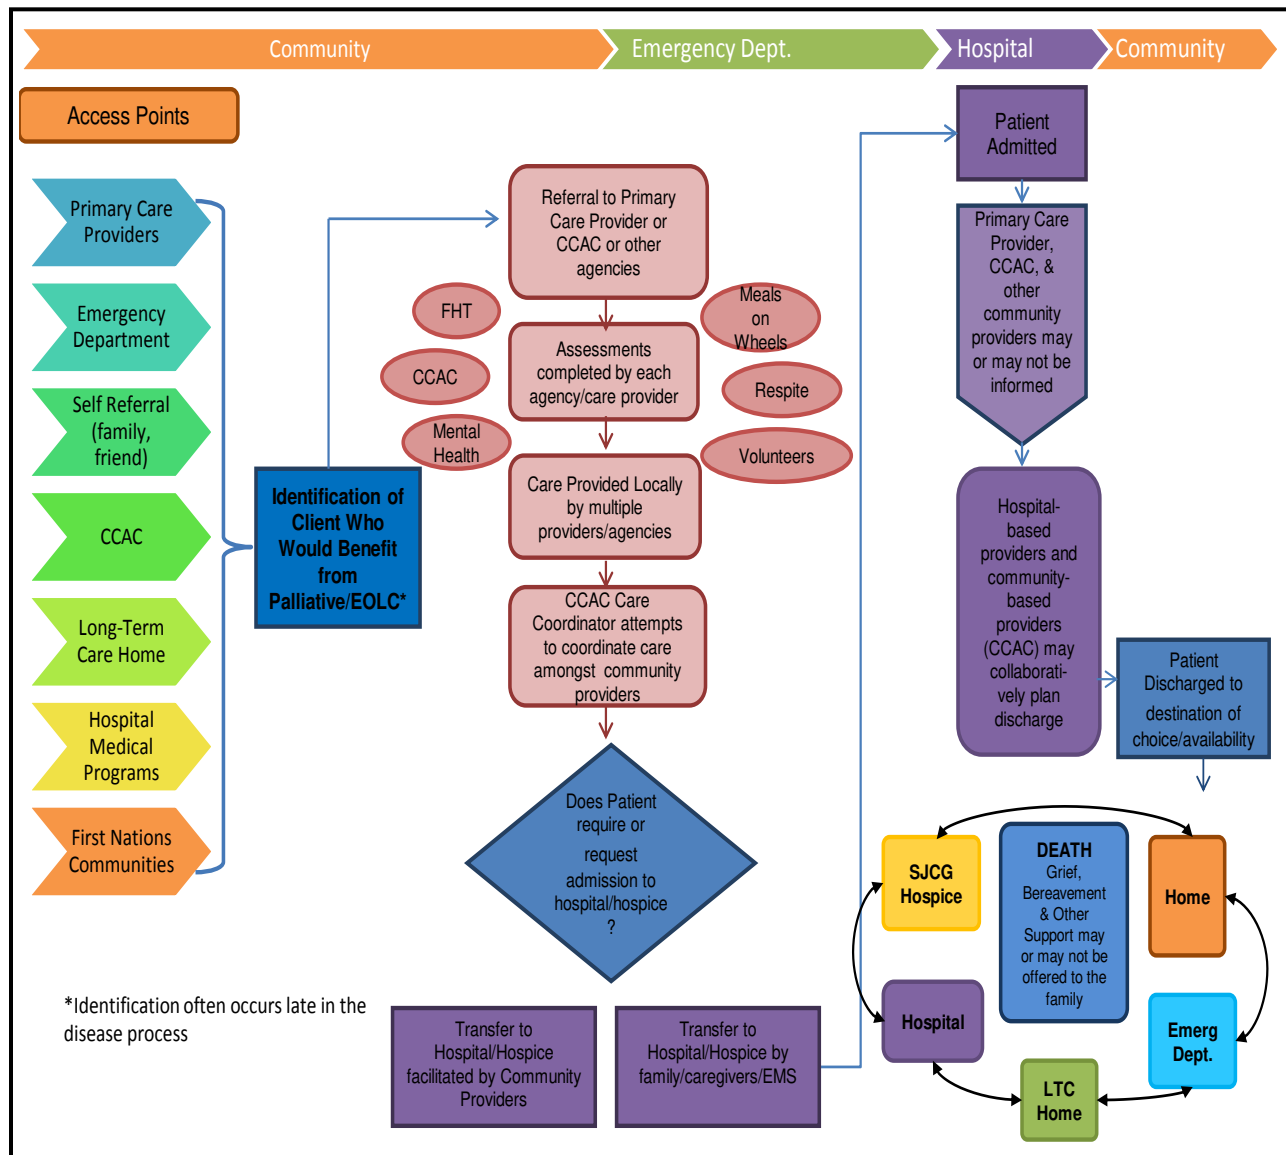 Community
Emergency Dept.
Hospital
Community
Access Points
Primary Care
Providers
Emergency
Department
Self Referral
(family,
friend)
CCAC
Long-Term
Care Home
Hospital
Medical
Programs
First Nations
Communities
Identification of
Client Who
Would Benefit
from
Palliative/EOLC*
*Identification often occurs late in the
disease process
Referral to Primary
Care Provider or
CCAC or other
agencies
FHT
CCAC
Mental
Health
Meals
on
Wheels
Respite
Volunteers
Assessments
completed by each
agency/care provider
Care Provided Locally
by multiple
providers/agencies
CCAC Care
Coordinator attempts
to coordinate care
amongst community
providers
Does Patient
require or
request
admission to
hospital/hospice
?
Transfer to
Hospital/Hospice
facilitated by Community
Providers
Transfer to
Hospital/Hospice by
family/caregivers/EMS
Patient
Admitted
Primary Care
Provider,
CCAC, &
other
community
providers may
or may not be
informed
Hospital-
based
providers and
community-
based
providers
(CCAC) may
collaborati-
vely plan
discharge
Patient
Discharged to
destination of
choice/availability
SJCG
Hospice
DEATH
Grief,
Bereavement
& Other
Support may
or may not be
offered to the
family
Home
Hospital
Emerg
Dept.
LTC
Home